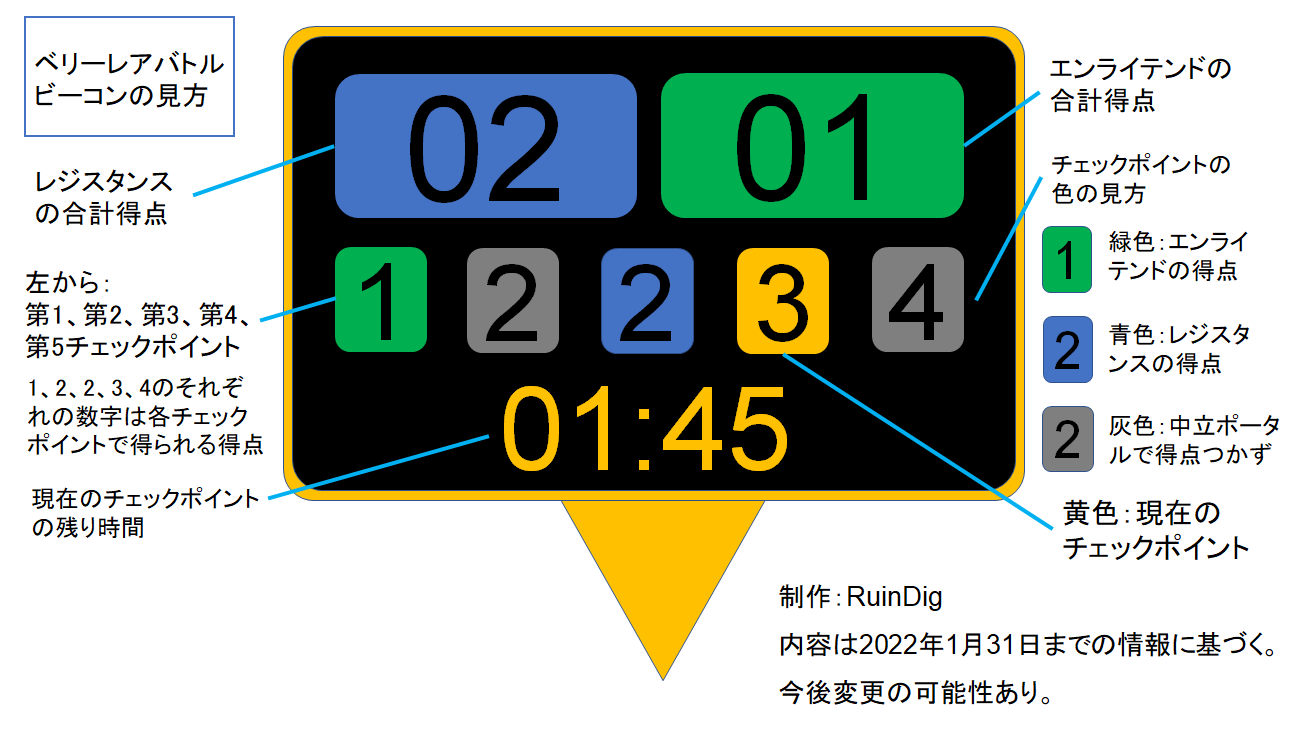 ベリーレアバトル
ビーコンの見方
レジスタンス
の合計得点
左から：
第1、第2、第3、第4、
第5チェックポイント
1、2、2、3、4のそれぞ
れの数字は各チェック
ポイントで得られる得点
現在のチェックポイント
の残り時間
02
01
1
2
2
3
4
01:45
エンライテンドの
合計得点
チェックポイントの
色の見方
1
緑色：エンライ
テンドの得点
2
青色：レジスタ
ンスの得点
2
灰色：中立ポータ
ルで得点つかず
黄色：現在の
チェックポイント
制作：RuinDig
内容は2022年1月31日までの情報に基づく。
今後変更の可能性あり。